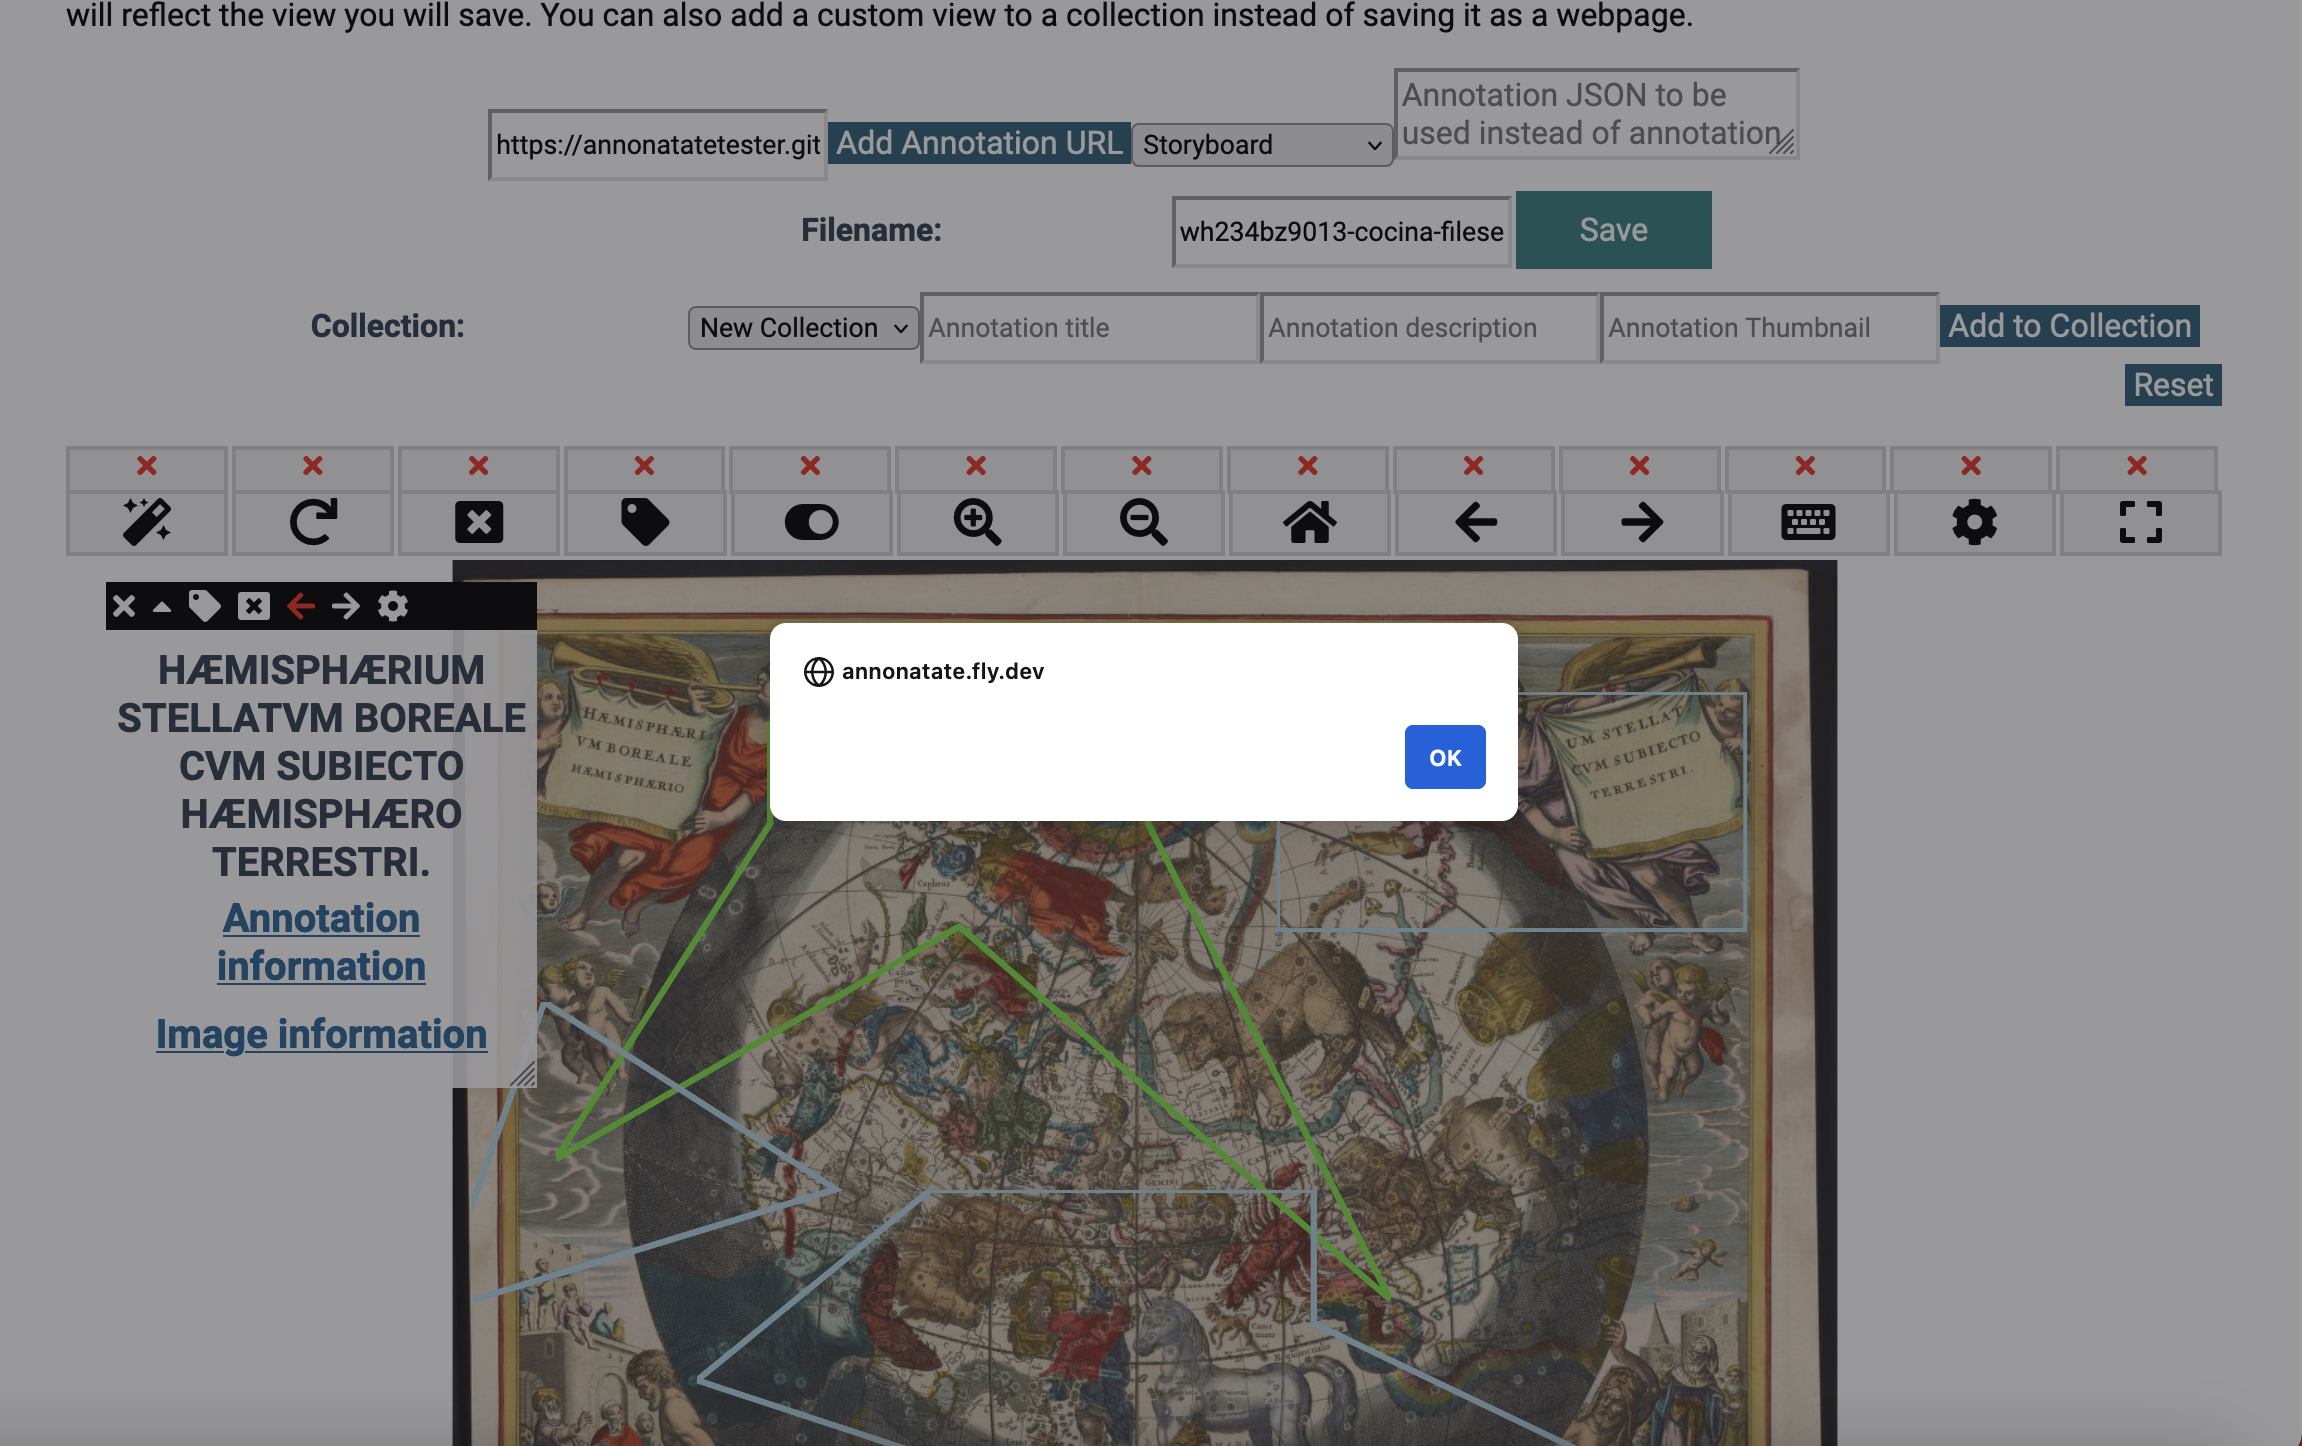 will reflect the view you will save. You can also add a custom view to a collection instead of saving it as a webpage.
https://annonatatetester.git
Add Annotation URL
Storyboard
Annotation JSON to be
used instead of annotation
Filename:
wh234bz9013-cocina-filese
Save
Collection:
New Collection
Annotation title
Annotation description
Annotation Thumbnail
Add to Collection
Reset
annonatate.fly.dev
OK
HÆMISPHÆRIUM
STELLATVM BOREALE
CVM SUBIECTO
HÆMISPHÆRO
TERRESTRI.
Annotation
information
Image information
HÆMISPHÆRI
VM BOREALE
HÆMISPHÆRIO
UM STELLAT
CVM SUBIECTO
TERRESTRI.
Cepheus
GEMINI